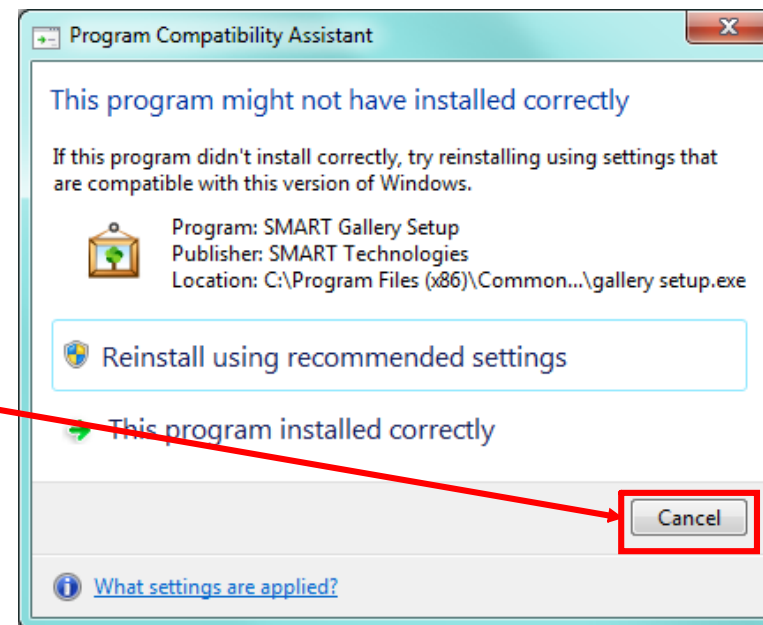 Program Compatibility Assistant
This program might not have installed correctly
If this program didn't install correctly, try reinstalling using settings that
are compatible with this version of Windows.
Program: SMART Gallery Setup
Publisher: SMART Technologies
Location: C:\Program Files (x86)\Common...\gallery setup.exe
Reinstall using recommended settings
This program installed correctly
Cancel
What settings are applied?